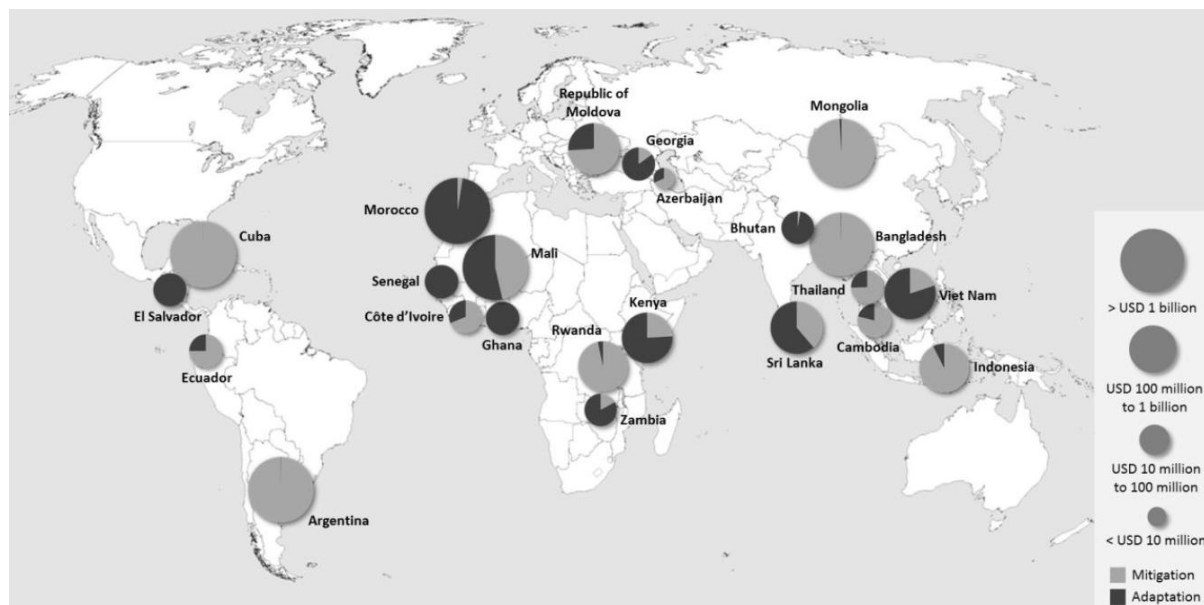 Republic of
Moldova
Mongolia
Georgia
Azerbaijan
Morocco
Bhutan
Bangladesh
Cuba
Mali
Senegal
Thailand
Viet Nam
Kenya
El Salvador
Côte d’Ivoire
Rwanda
Ghana
Cambodia
Sri Lanka
Indonesia
Ecuador
Zambia
Argentina
> USD 1 billion
USD 100 million
to 1 billion
USD 10 million
to 100 million
< USD 10 million
Mitigation
Adaptation